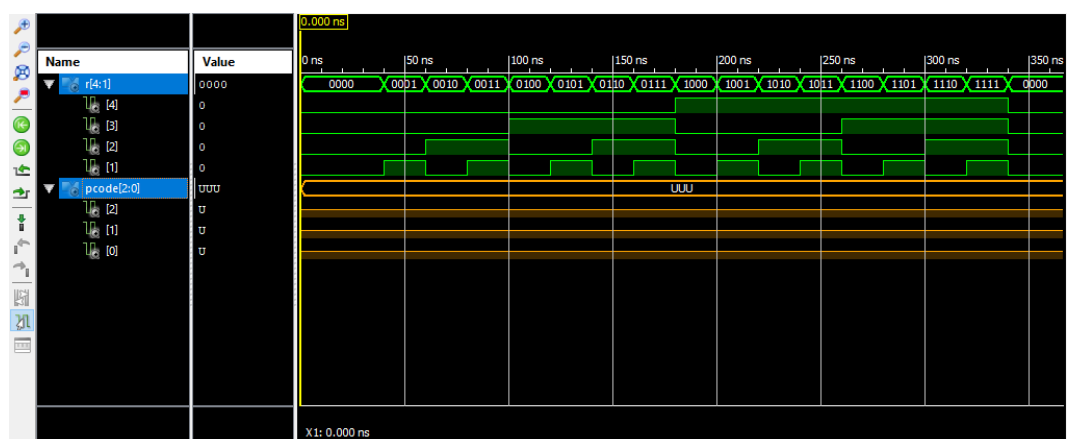 0.000 ns
Name Value
0 ns 50 ns 100 ns 150 ns 200 ns 250 ns 300 ns 350 ns
r[4:1] 0000 0000 0001 0010 0011 0100 0101 0110 0111 1000 1001 1010 1011 1100 1101 1110 1111 0000
[4] 0
[3] 0
[2] 0
[1] 0
pcode[2:0] UUU UUU
[2] U
[1] U
[0] U
X1: 0.000 ns